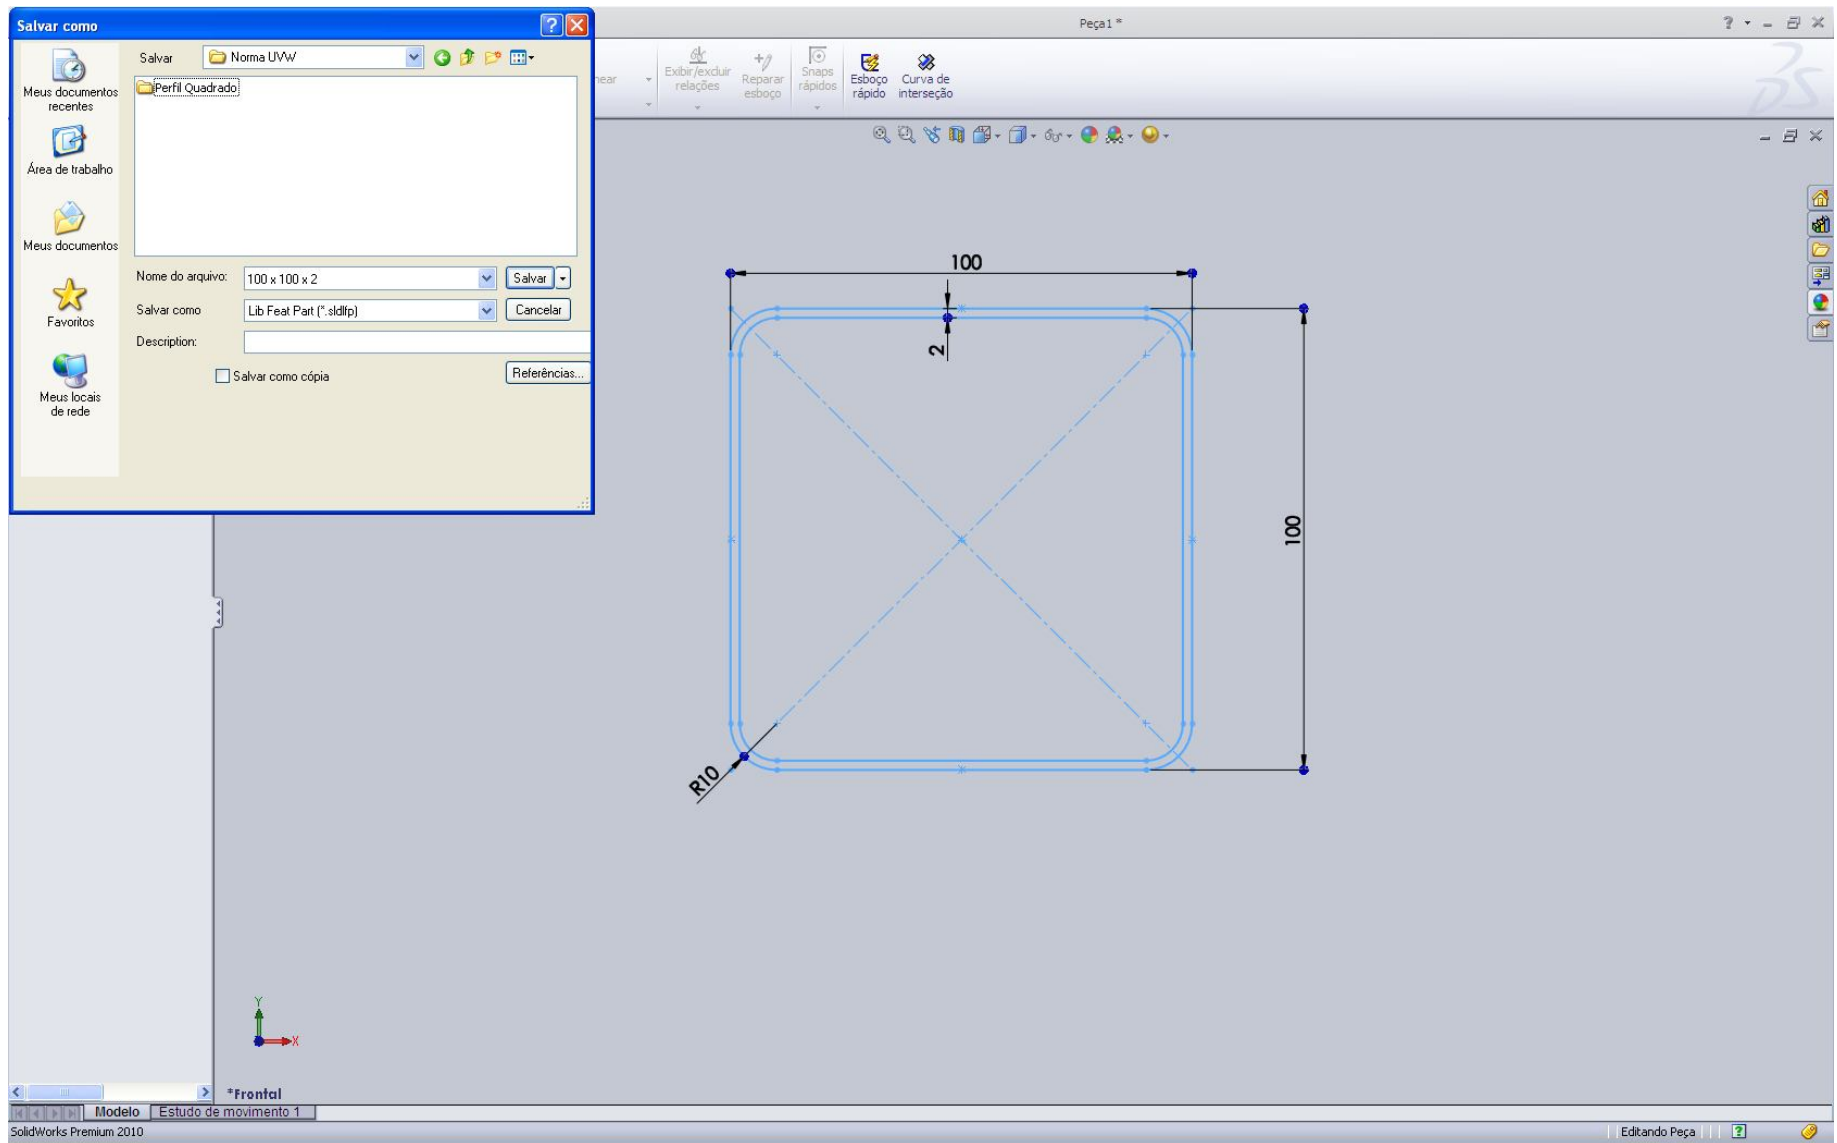 Salvar como
Peça1 *
Salvar
Norma UVW
Perfil Quadrado
Meus documentos
recentes
Área de trabalho
Meus documentos
Favoritos
Meus locais
de rede
Nome do arquivo:
100 x 100 x 2
Salvar
Salvar como
Lib Feat Part (*.sldlfp)
Cancelar
Description:
Salvar como cópia
Referências...
near
Exibir/excluir
relações
Reparar
esboço
Snaps
rápidos
Esboço
rápido
Curva de
interseção
100
2
100
R10
Y
X
*Frontal
Modelo
Estudo de movimento 1
SolidWorks Premium 2010
Editando Peça